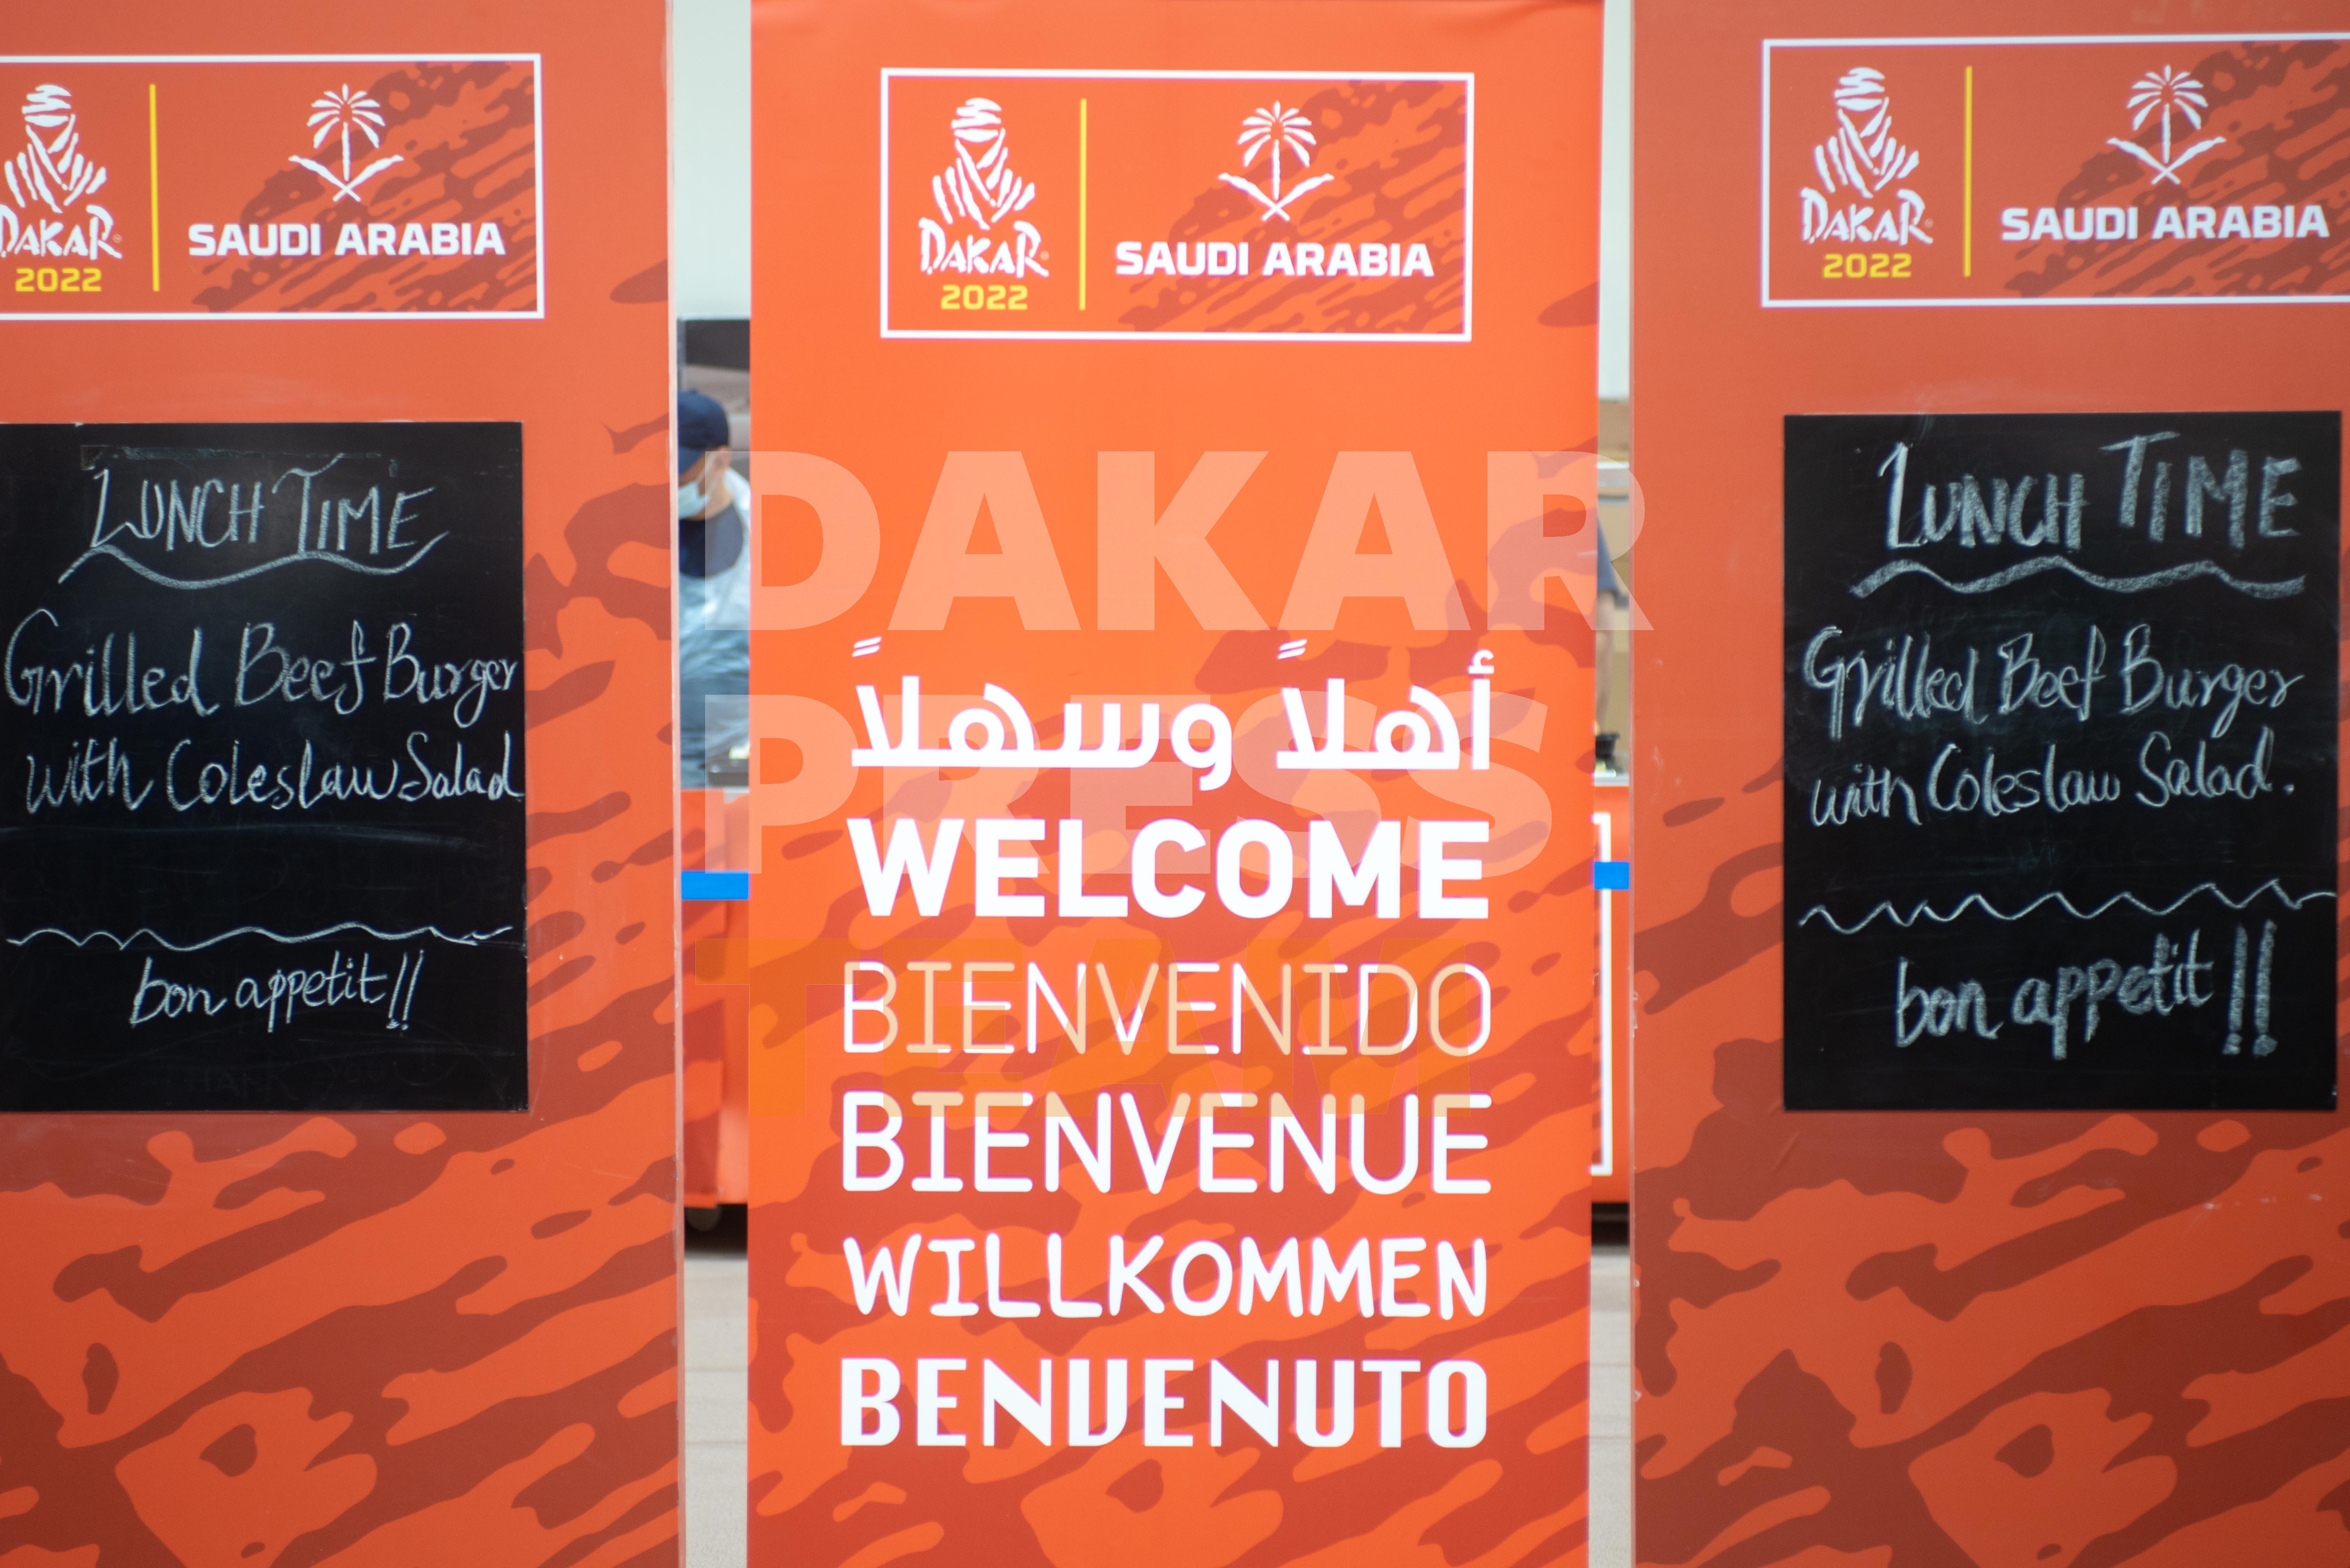 DAKAR
2022
SAUDI ARABIA
LUNCH TIME
Grilled Beef Burger
with Coleslaw Salad
bon appetit!!
DAKAR
2022
SAUDI ARABIA
أهلاً وسهلاً
WELCOME
BIENVENIDO
BIENVENUE
WILLKOMMEN
BENVENUTO
DAKAR
PRESS
TEAM
DAKAR
2022
SAUDI ARABIA
LUNCH TIME
Grilled Beef Burger
with Coleslaw Salad.
bon appetit!!